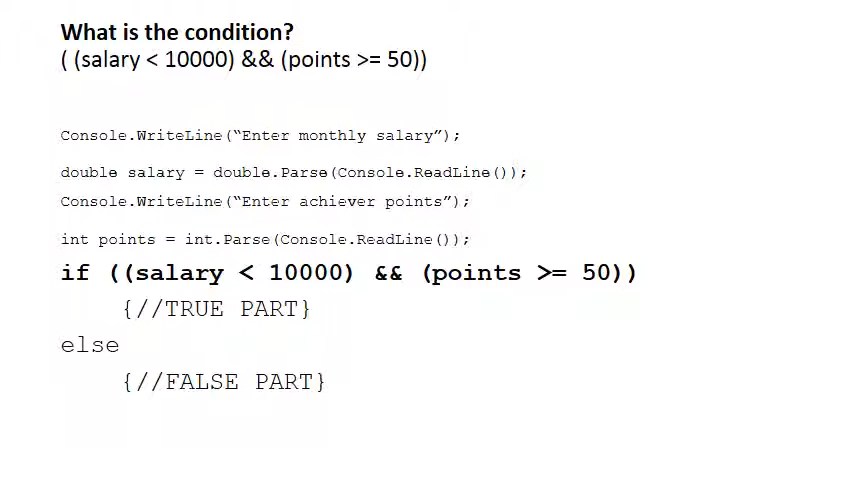 What is the condition?
( (salary < 10000) && (points >= 50))
Console.WriteLine(“Enter monthly salary”);
double salary = double.Parse(Console.ReadLine());
Console.WriteLine(“Enter achiever points”);
int points = int.Parse(Console.ReadLine());
if ((salary < 10000) && (points >= 50))
{//TRUE PART}
else
{//FALSE PART}